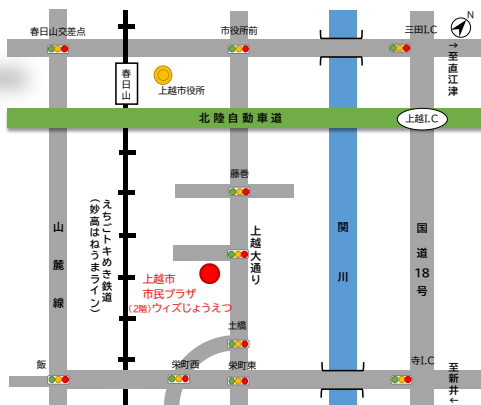 N
春日山交差点
市役所前
三田I.C
→至直江津
春日山
上越市役所
北陸自動車道
上越I.C
藤巻
山麓線
えちごトキめき鉄道
(妙高はねうまライン)
上越大通り
関川
国道18号
上越市
市民プラザ
(2階)ウィズじょうえつ
土橋
飯
栄町西
栄町東
寺I.C
至新井←